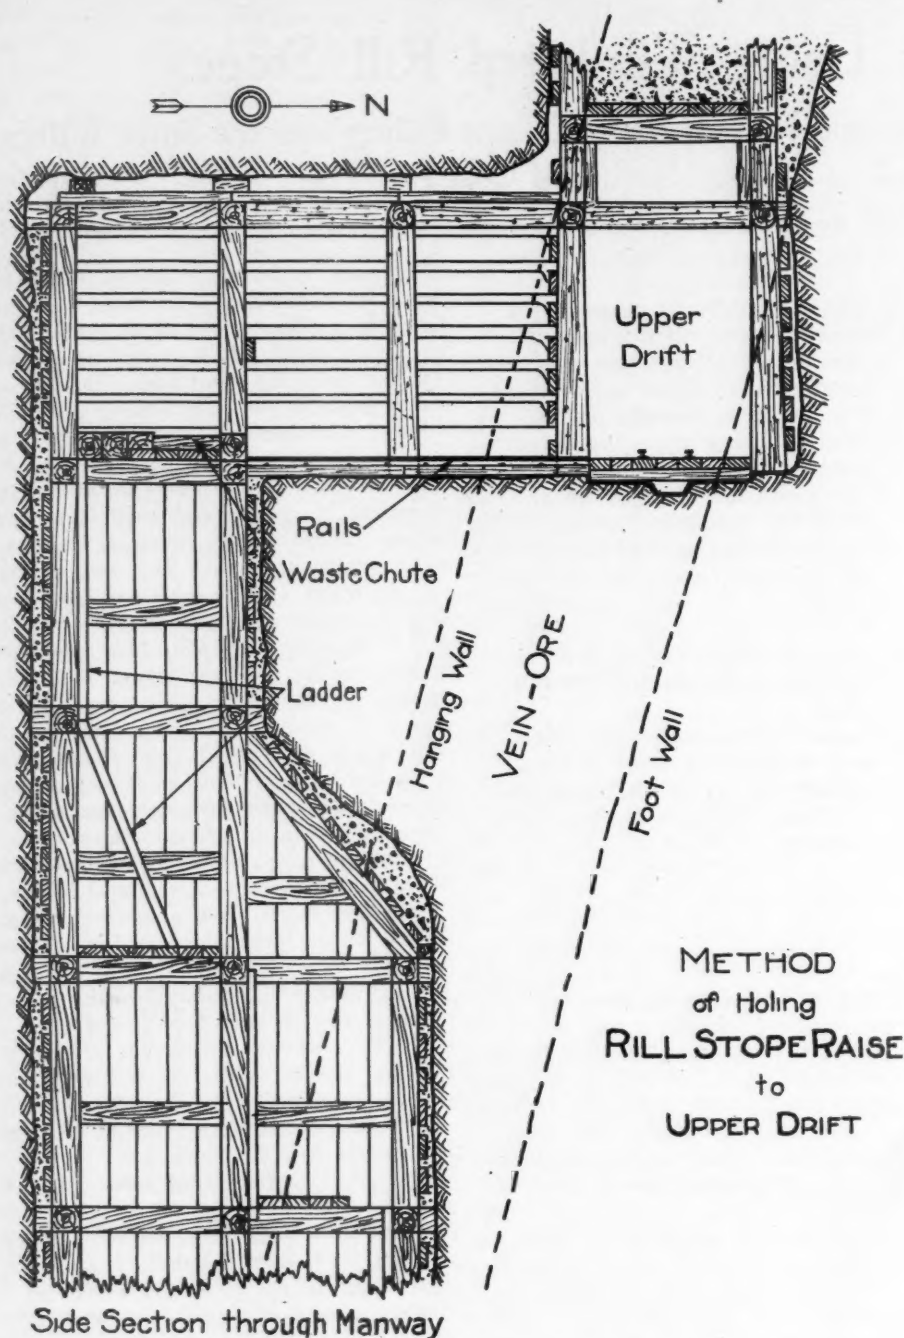 N
Upper
Drift
Rails
Waste Chute
Ladder
Hanging Wall
VEIN-ORE
Foot Wall
METHOD
of Holing
RILL STOPE RAISE
to
UPPER DRIFT
Side Section through Manway